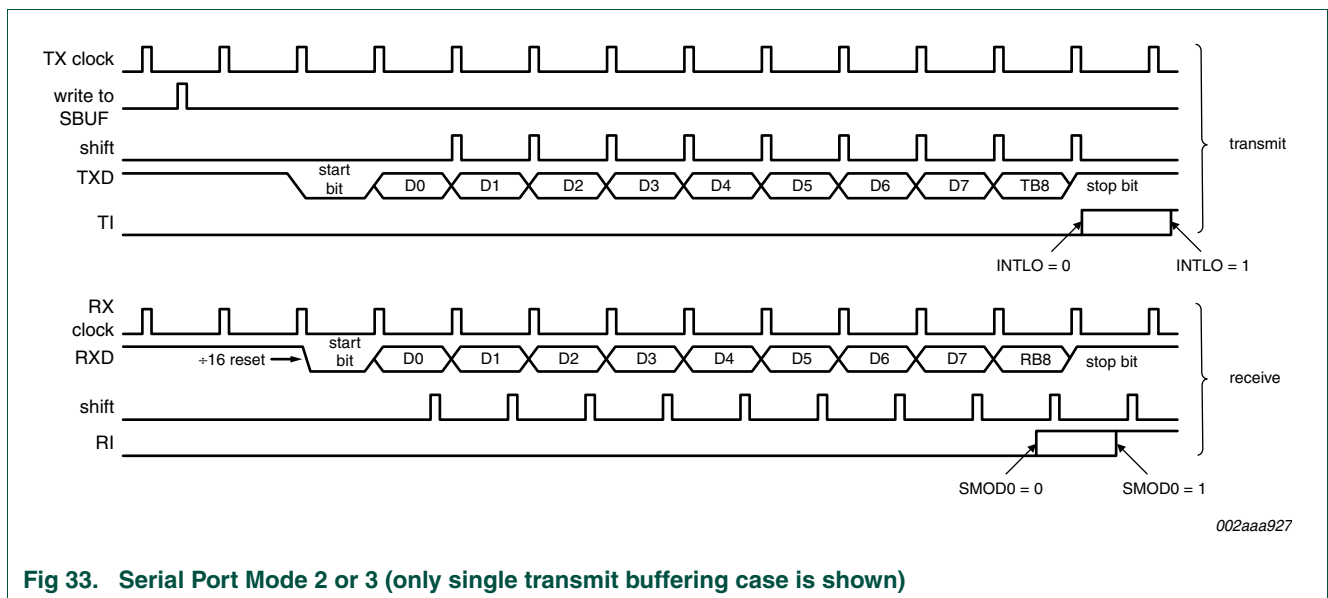 TX clock
write to
SBUF
shift
TXD
start
bit
D0 D1 D2 D3 D4 D5 D6 D7 TB8 stop bit
TI
INTLO = 0
INTLO = 1
transmit
RX
clock
RXD
÷16 reset
start
bit
D0 D1 D2 D3 D4 D5 D6 D7 RB8 stop bit
shift
RI
SMOD0 = 0
SMOD0 = 1
receive
002aaa927
Fig 33. Serial Port Mode 2 or 3 (only single transmit buffering case is shown)